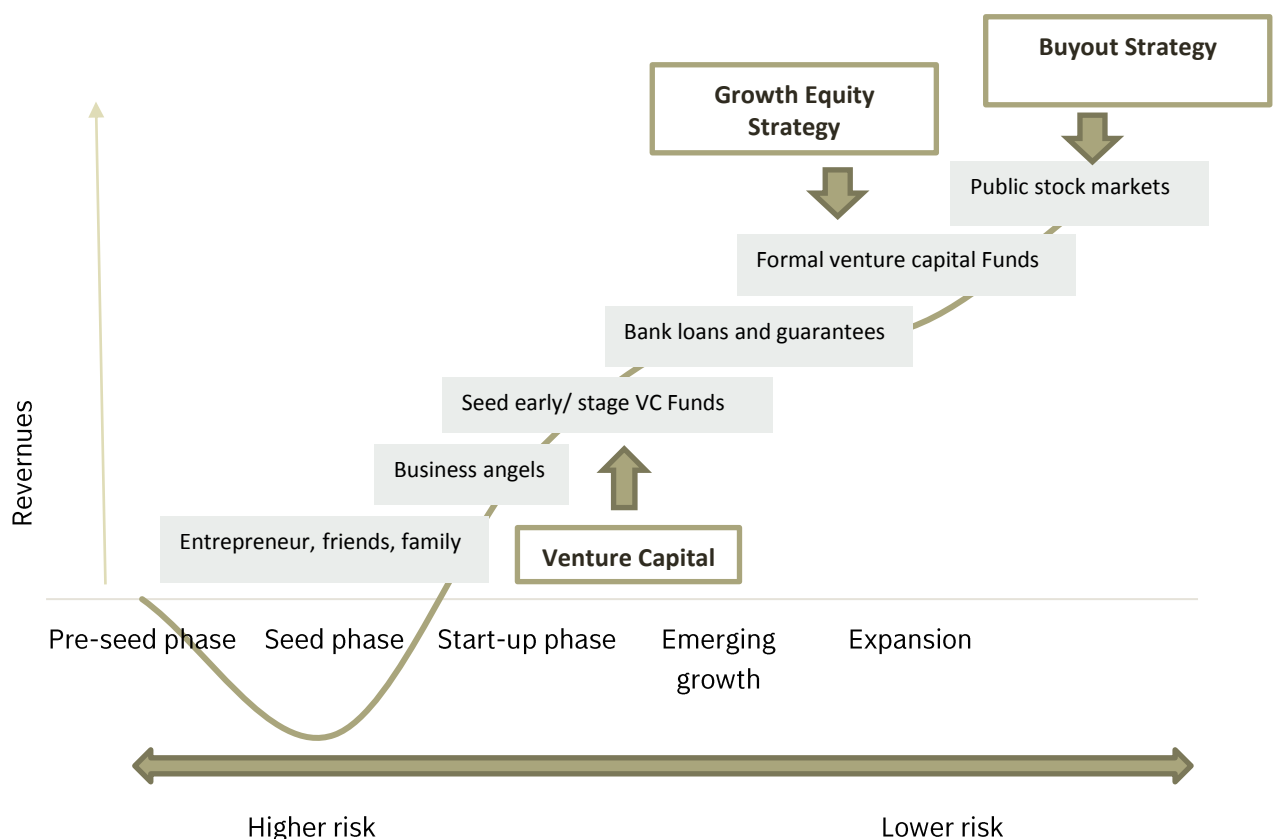 Buyout Strategy
Growth Equity
Strategy
Public stock markets
Formal venture capital Funds
Bank loans and guarantees
Seed early/ stage VC Funds
Business angels
Entrepreneur, friends, family
Venture Capital
Revernues
Pre-seed phase
Seed phase
Start-up phase
Emerging
growth
Expansion
Higher risk
Lower risk